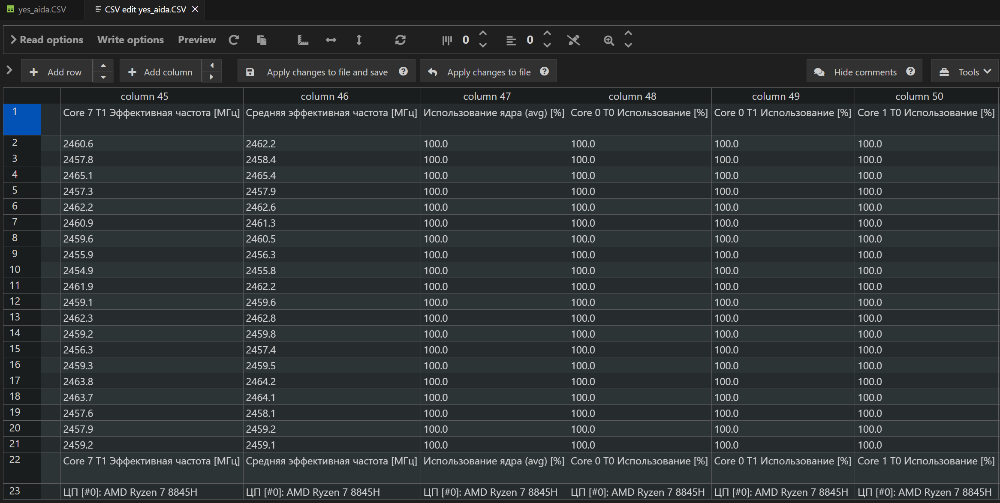 yes_aida.CSV CSV edit yes_aida.CSV
Read options Write options Preview 0 0
Add row Add column Apply changes to file and save Apply changes to file Hide comments Tools
column 45 column 46 column 47 column 48 column 49 column 50
1 Core 7 T1 Эффективная частота [МГц] Средняя эффективная частота [МГц] Использование ядра (avg) [%] Core 0 T0 Использование [%] Core 0 T1 Использование [%] Core 1 T0 Использование [%]
2 2460.6 2462.2 100.0 100.0 100.0 100.0
3 2457.8 2458.4 100.0 100.0 100.0 100.0
4 2465.1 2465.4 100.0 100.0 100.0 100.0
5 2457.3 2457.9 100.0 100.0 100.0 100.0
6 2462.2 2462.6 100.0 100.0 100.0 100.0
7 2460.9 2461.3 100.0 100.0 100.0 100.0
8 2459.6 2460.5 100.0 100.0 100.0 100.0
9 2455.9 2456.3 100.0 100.0 100.0 100.0
10 2454.9 2455.8 100.0 100.0 100.0 100.0
11 2461.9 2462.2 100.0 100.0 100.0 100.0
12 2459.1 2459.6 100.0 100.0 100.0 100.0
13 2462.3 2462.8 100.0 100.0 100.0 100.0
14 2459.2 2459.8 100.0 100.0 100.0 100.0
15 2456.3 2457.4 100.0 100.0 100.0 100.0
16 2459.3 2459.5 100.0 100.0 100.0 100.0
17 2463.8 2464.2 100.0 100.0 100.0 100.0
18 2463.7 2464.1 100.0 100.0 100.0 100.0
19 2457.6 2458.1 100.0 100.0 100.0 100.0
20 2457.9 2459.2 100.0 100.0 100.0 100.0
21 2459.2 2459.1 100.0 100.0 100.0 100.0
22 Core 7 T1 Эффективная частота [МГц] Средняя эффективная частота [МГц] Использование ядра (avg) [%] Core 0 T0 Использование [%] Core 0 T1 Использование [%] Core 1 T0 Использование [%]
23 ЦП [#0]: AMD Ryzen 7 8845H ЦП [#0]: AMD Ryzen 7 8845H ЦП [#0]: AMD Ryzen 7 8845H ЦП [#0]: AMD Ryzen 7 8845H ЦП [#0]: AMD Ryzen 7 8845H ЦП [#0]: AMD Ryzen 7 8845H